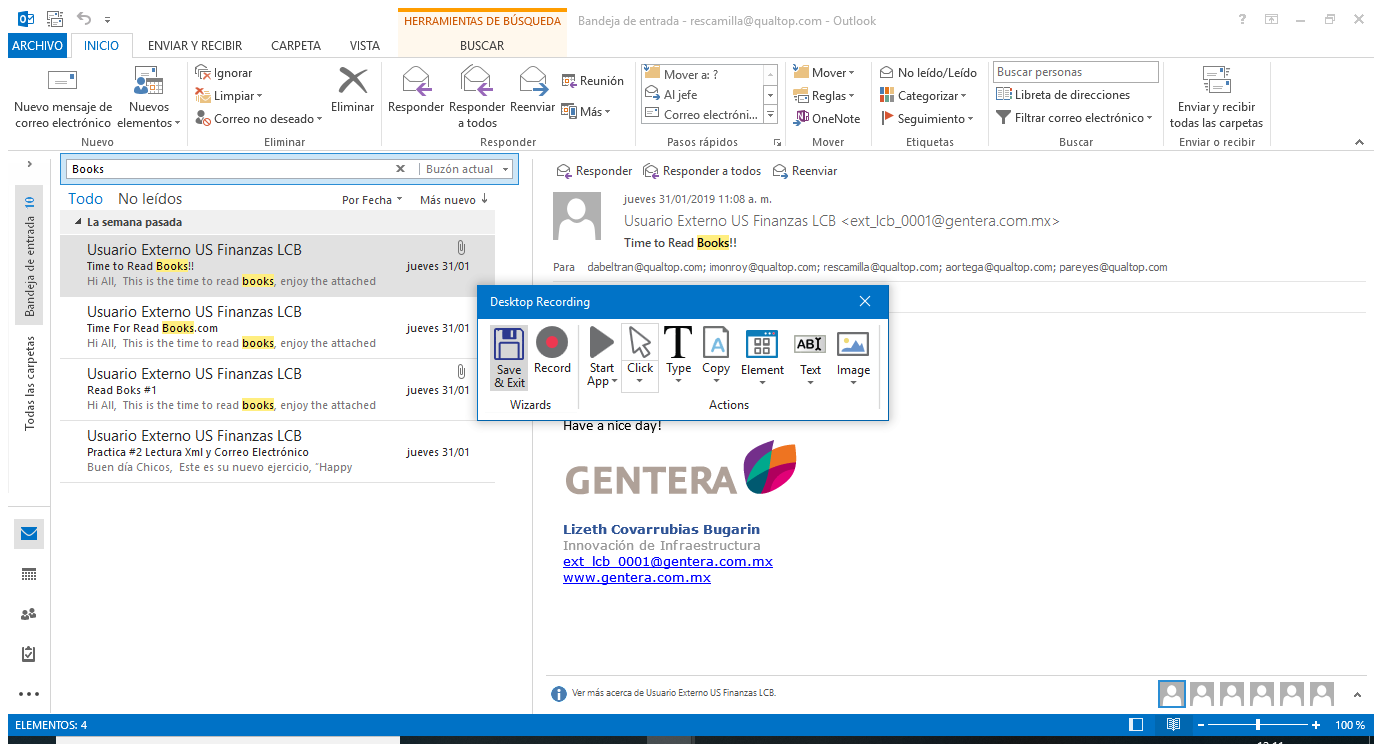 HERRAMIENTAS DE BÚSQUEDA
Bandeja de entrada - rescamilla@qualtop.com - Outlook
ARCHIVO INICIO ENVIAR Y RECIBIR CARPETA VISTA BUSCAR
Nuevo mensaje de correo electrónico
Nuevos elementos
Nuevo
Ignorar
Limpiar
Correo no deseado
Eliminar
Eliminar
Responder
Responder a todos
Reenviar
Reunión
Más
Responder
Mover a: ?
Al jefe
Correo electróni...
Pasos rápidos
Mover
Reglas
OneNote
Mover
No leído/Leído
Categorizar
Seguimiento
Etiquetas
Buscar personas
Libreta de direcciones
Filtrar correo electrónico
Buscar
Enviar y recibir todas las carpetas
Enviar o recibir
Bandeja de entrada 10
Todas las carpetas
Books
Buzón actual
Todo No leídos
Por Fecha Más nuevo
La semana pasada
Usuario Externo US Finanzas LCB
Time to Read Books!! jueves 31/01
Hi All, This is the time to read books, enjoy the attached
Usuario Externo US Finanzas LCB
Time For Read Books.com jueves 31/01
Hi All, This is the time to read books, enjoy the attached
Usuario Externo US Finanzas LCB
Read Boks #1 jueves 31/01
Hi All, This is the time to read books, enjoy the attached
Usuario Externo US Finanzas LCB
Practica #2 Lectura Xml y Correo Electrónico jueves 31/01
Buen día Chicos, Este es su nuevo ejercicio, "Happy
Responder Responder a todos Reenviar
jueves 31/01/2019 11:08 a. m.
Usuario Externo US Finanzas LCB <ext_lcb_0001@gentera.com.mx>
Time to Read Books!!
Para dabeltran@qualtop.com; imonroy@qualtop.com; rescamilla@qualtop.com; aortega@qualtop.com; pareyes@qualtop.com
Desktop Recording
Save & Exit
Record
Wizards
Start App
Click
Type
Copy
Element
Text
Image
Actions
Have a nice day!
GENTERA
Lizeth Covarrubias Bugarin
Innovación de Infraestructura
ext_lcb_0001@gentera.com.mx
www.gentera.com.mx
Ver más acerca de Usuario Externo US Finanzas LCB.
ELEMENTOS: 4
100 %